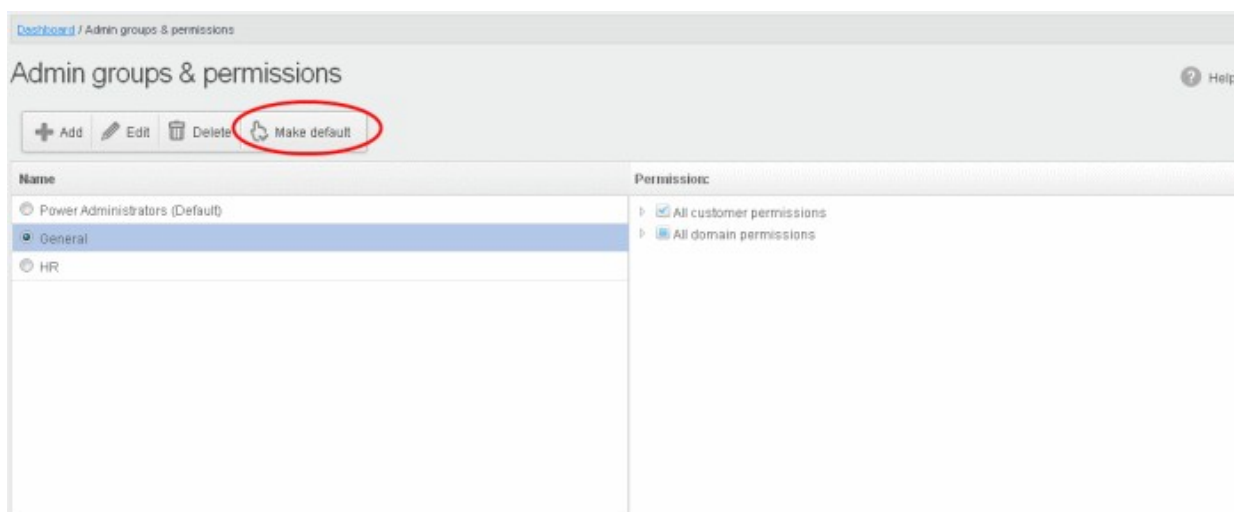 Dashboard / Admin groups & permissions
Admin groups & permissions
Help
Add Edit Delete Make default
Name Permission:
Power Administrators (Default) All customer permissions
General All domain permissions
HR